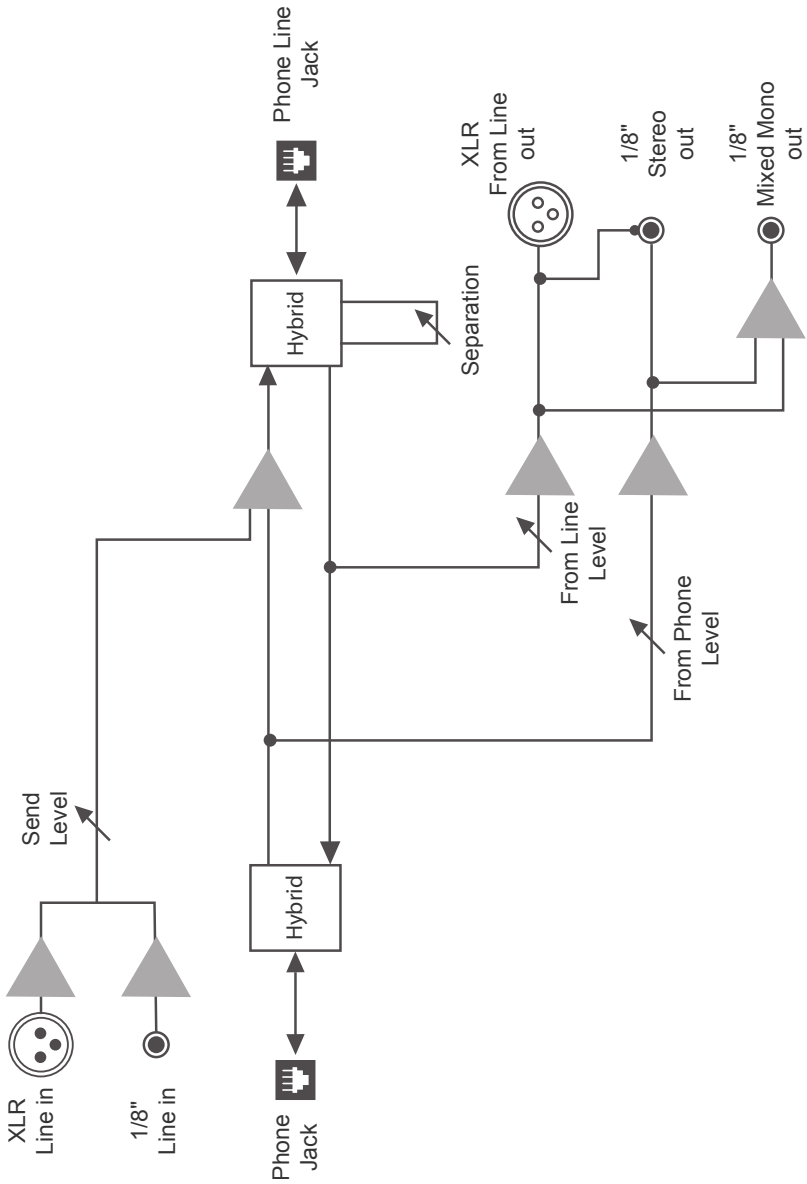 XLR
Line in
1/8"
Line in
Send
Level
Phone
Jack
Hybrid
Hybrid
Phone Line
Jack
Separation
From Line
Level
From Phone
Level
XLR
From Line
out
1/8"
Stereo
out
1/8"
Mixed Mono
out